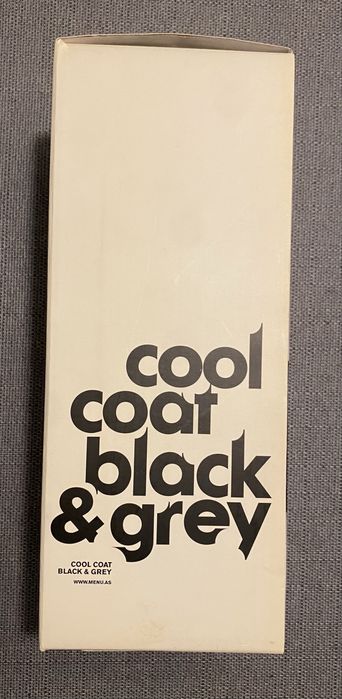 cool
coat
black
& grey
COOL COAT
BLACK & GREY
WWW.MENU.AS